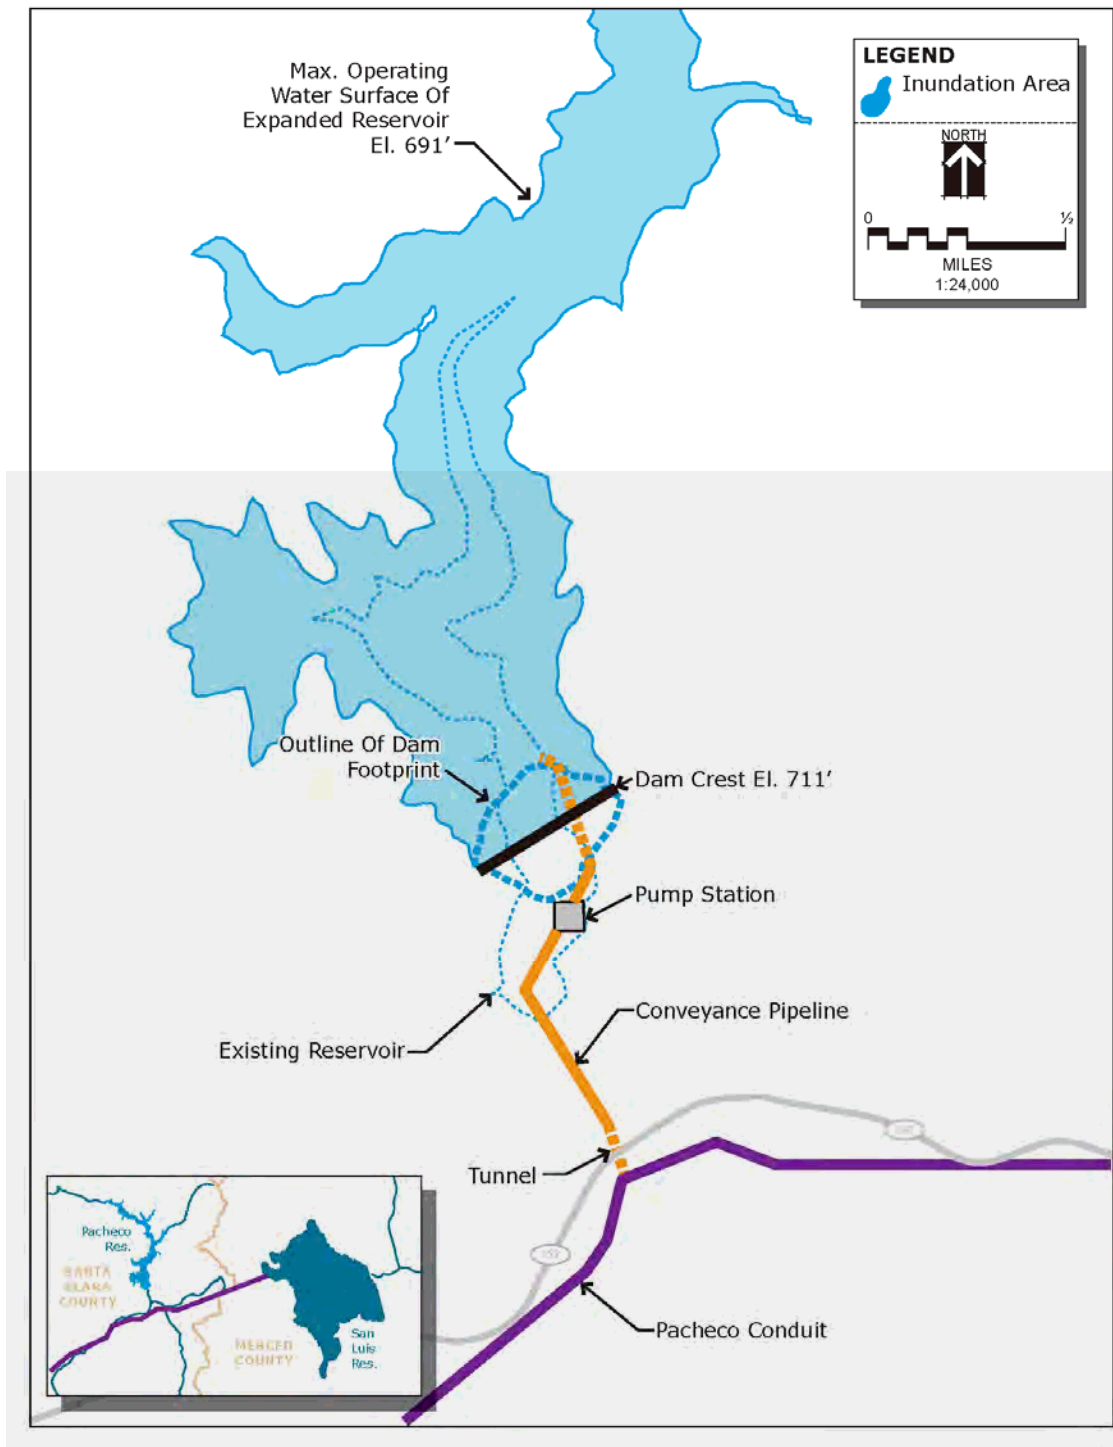 Max. Operating
Water Surface Of
Expanded Reservoir
El. 691'
LEGEND
Inundation Area
NORTH
0 ½
MILES
1:24,000
Outline Of Dam
Footprint
Dam Crest El. 711'
Pump Station
Conveyance Pipeline
Existing Reservoir
Tunnel
Pacheco Conduit
Pacheco
Res.
SANTA
CLARA
COUNTY
MERCED
COUNTY
San
Luis
Res.